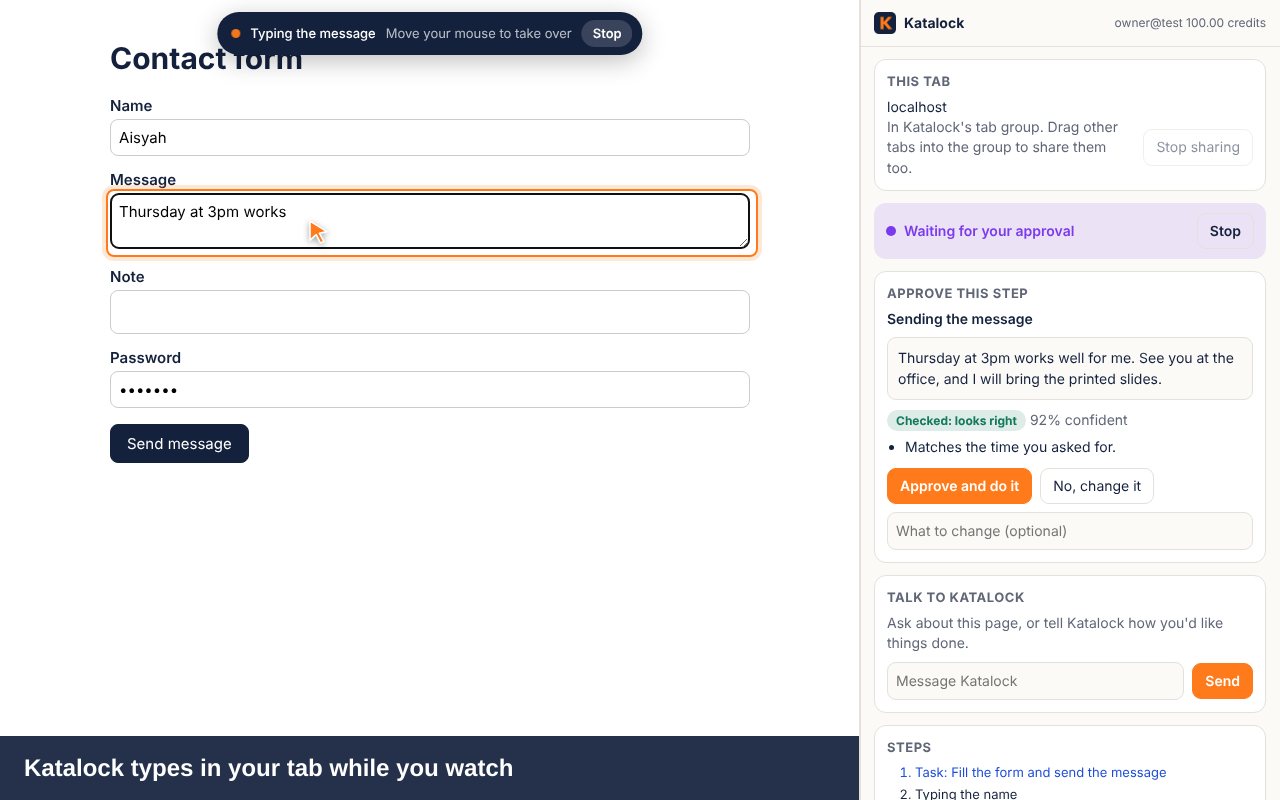 Typing the message Move your mouse to take over Stop
Contact form
Name
Aisyah
Message
Thursday at 3pm works
Note
Password
•••••••
Send message
Katalock types in your tab while you watch
K Katalock owner@test 100.00 credits
THIS TAB
localhost
In Katalock's tab group. Drag other
tabs into the group to share them
too.
Stop sharing
Waiting for your approval Stop
APPROVE THIS STEP
Sending the message
Thursday at 3pm works well for me. See you at the
office, and I will bring the printed slides.
Checked: looks right 92% confident
• Matches the time you asked for.
Approve and do it No, change it
What to change (optional)
TALK TO KATALOCK
Ask about this page, or tell Katalock how you'd like
things done.
Message Katalock Send
STEPS
1. Task: Fill the form and send the message
2. Typing the name